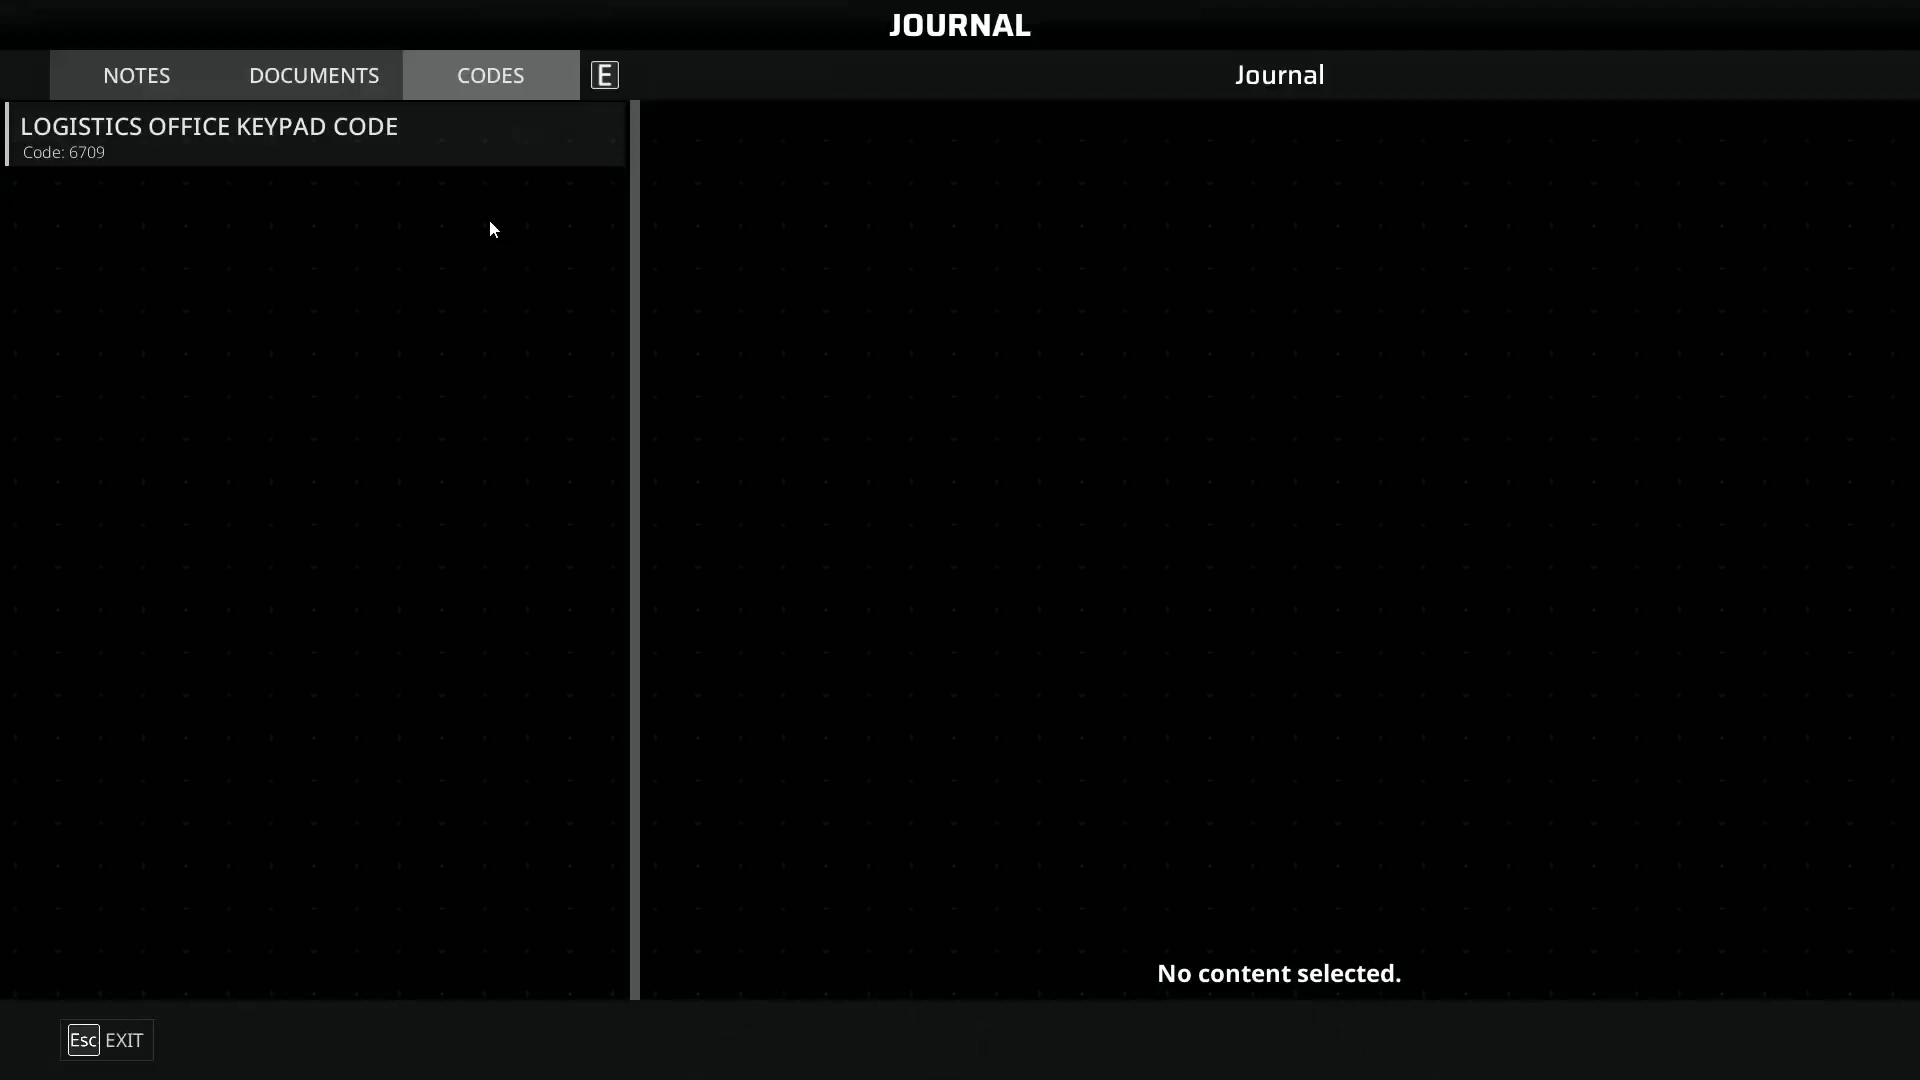 JOURNAL
NOTES DOCUMENTS CODES E Journal
LOGISTICS OFFICE KEYPAD CODE
Code: 6709
No content selected.
Esc EXIT